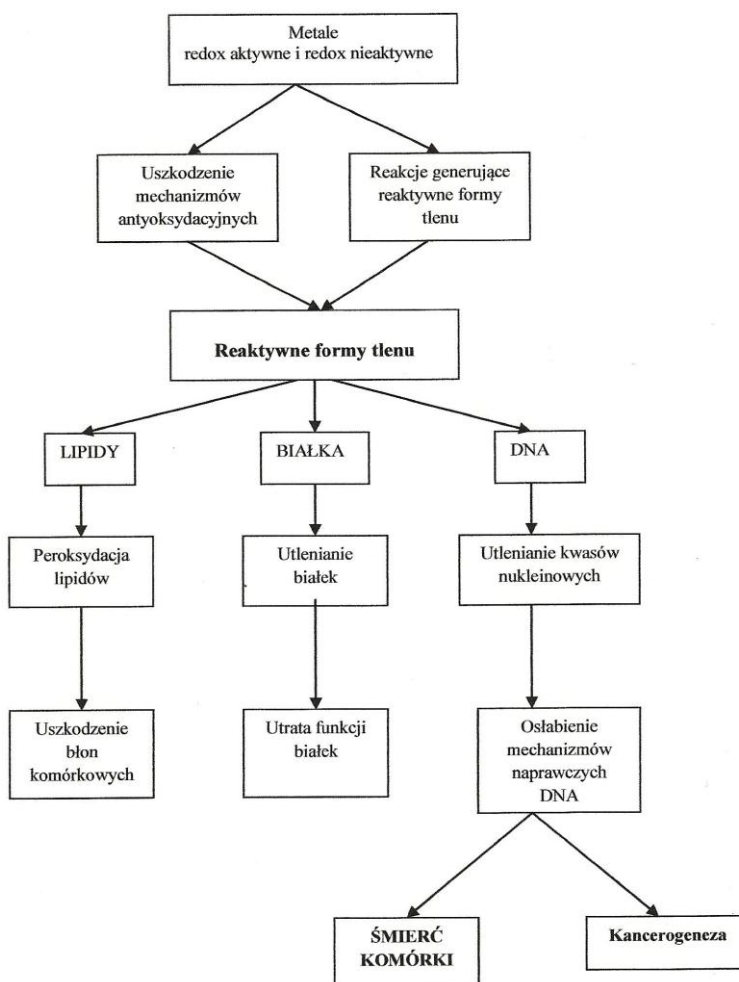 Metale
redox aktywne i redox nieaktywne
Uszkodzenie
mechanizmów
antyoksydacyjnych
Reakcje generujące
reaktywne formy
tlenu
Reaktywne formy tlenu
LIPIDY
BIAŁKA
DNA
Peroksydacja
lipidów
Utlenianie
białek
Utlenianie kwasów
nukleinowych
Uszkodzenie
błon
komórkowych
Utrata funkcji
białek
Osłabienie
mechanizmów
naprawczych
DNA
ŚMIERĆ
KOMÓRKI
Kancerogeneza